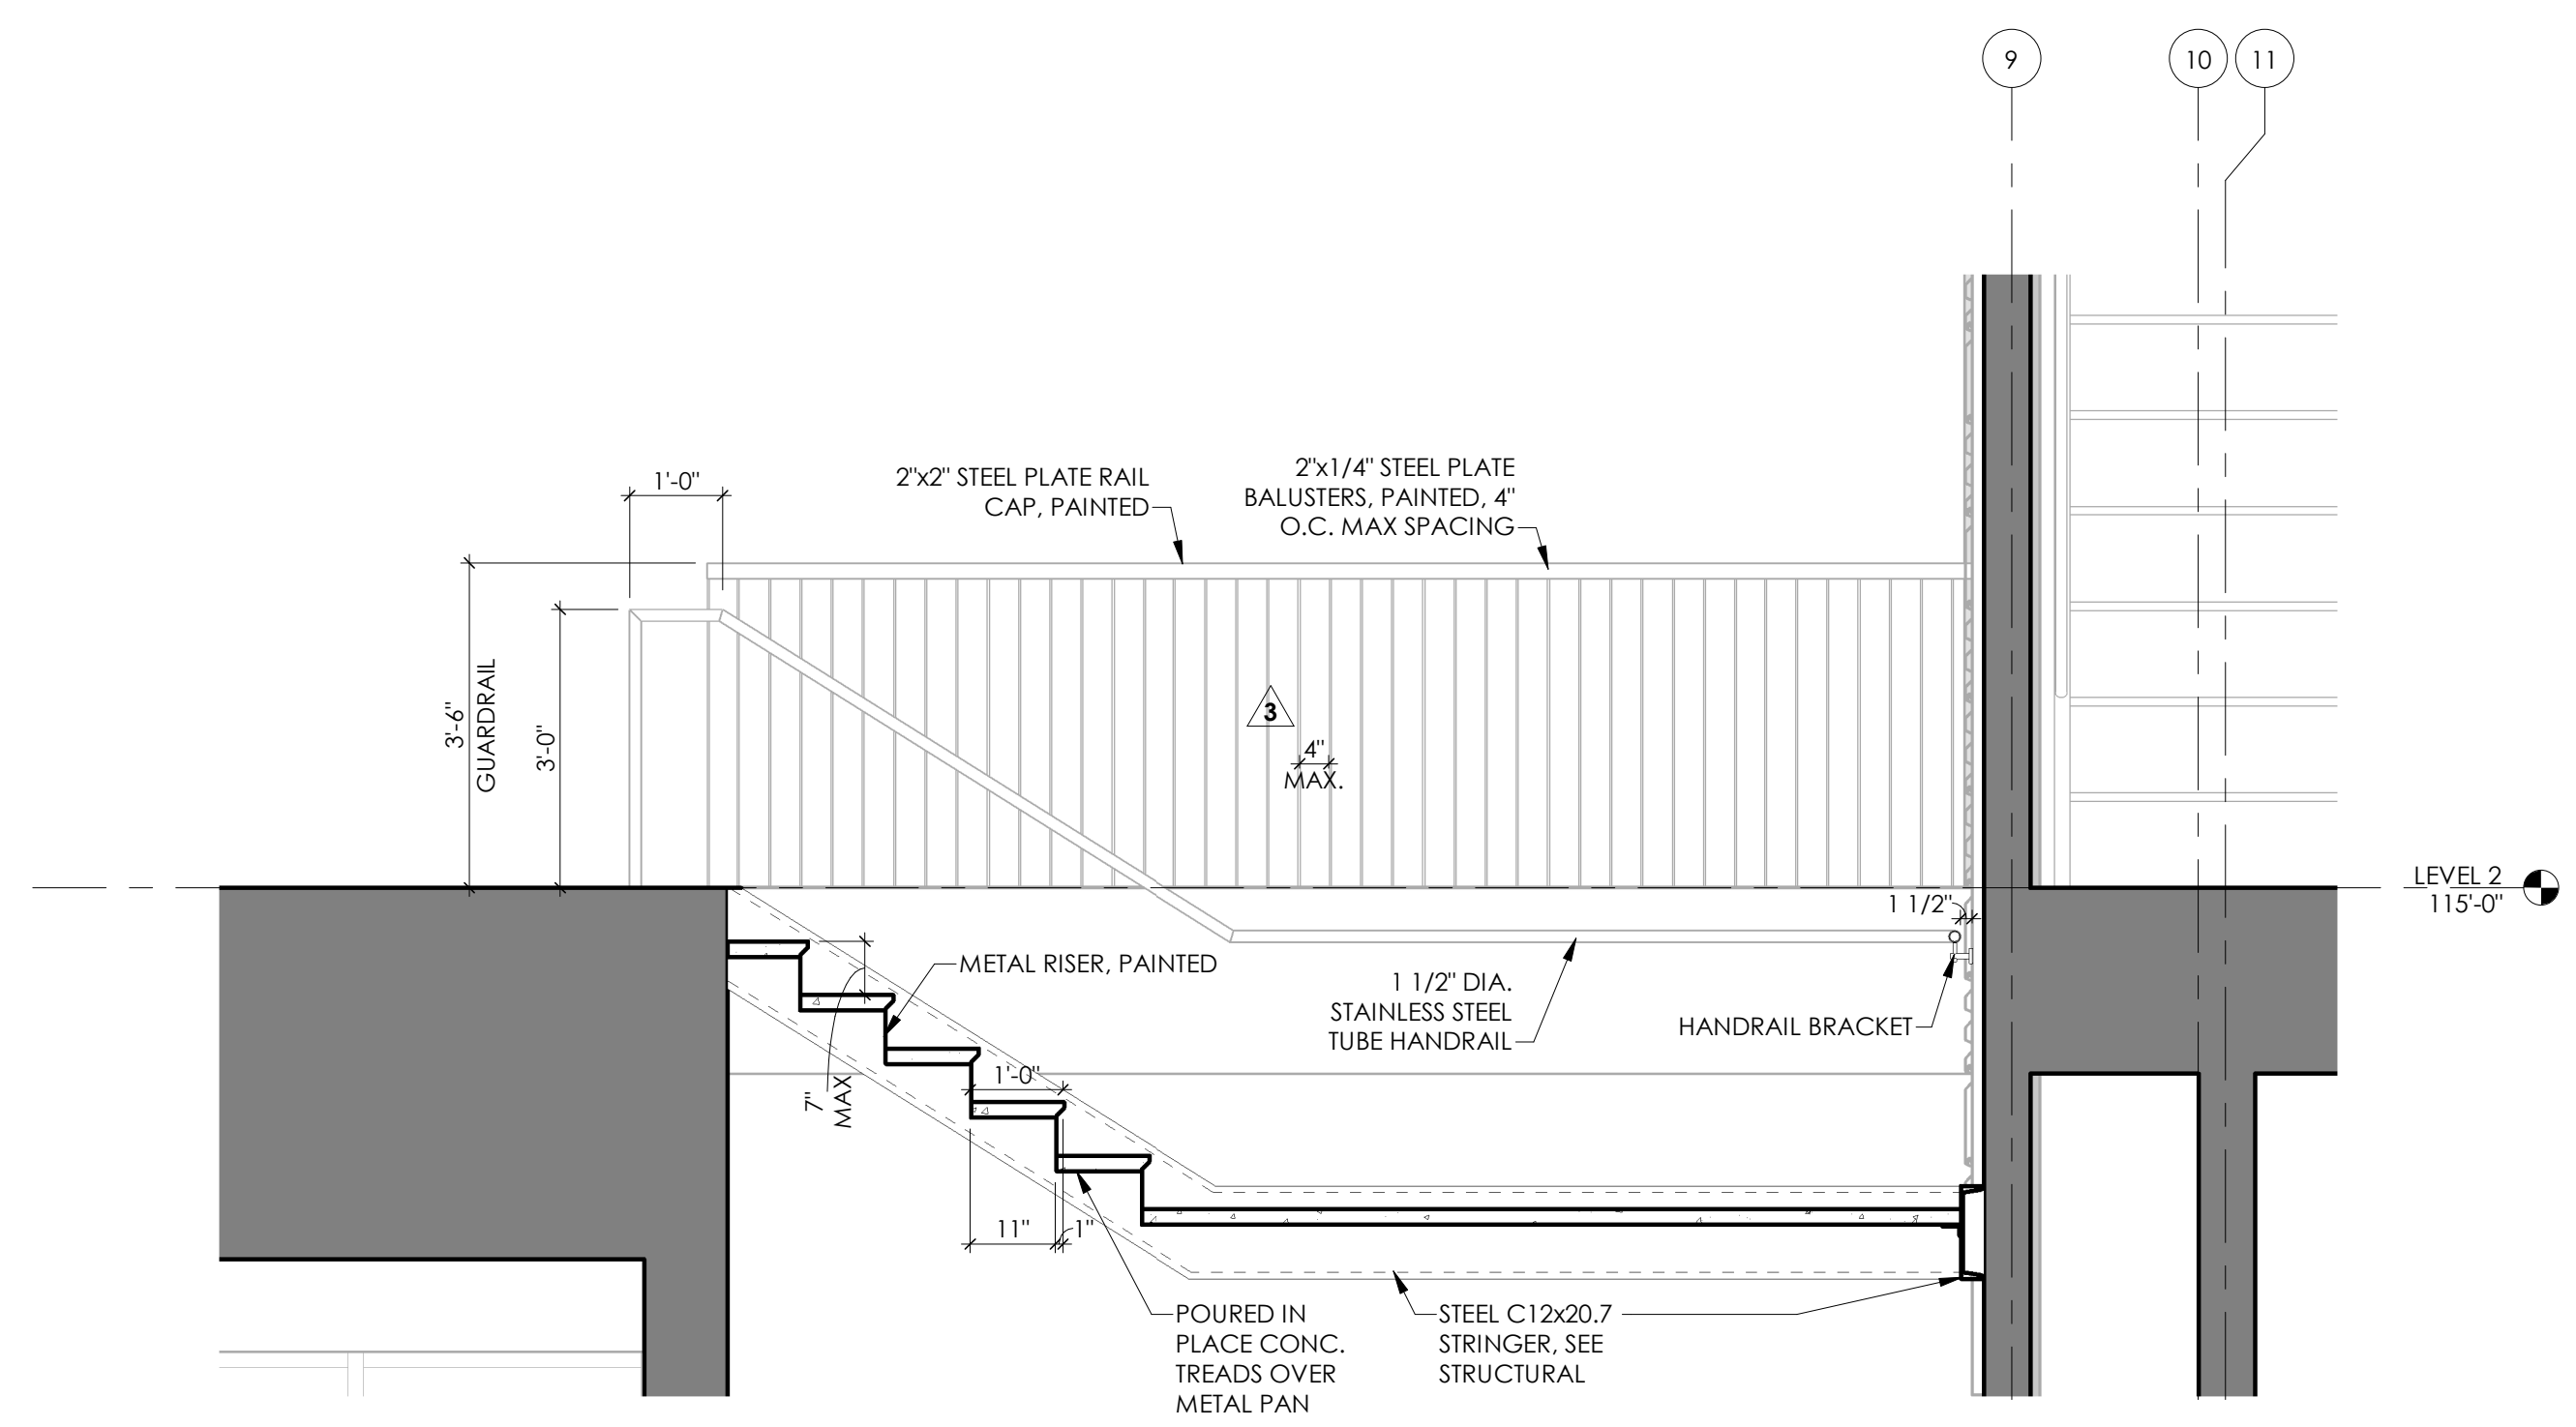 9
10
11
1'-0"
2"x2" STEEL PLATE RAIL
CAP, PAINTED
2"x1/4" STEEL PLATE
BALUSTERS, PAINTED, 4"
O.C. MAX SPACING
3'-6"
GUARDRAIL
3'-0"
3
4"
MAX.
LEVEL 2
115'-0"
1 1/2"
METAL RISER, PAINTED
1 1/2" DIA.
STAINLESS STEEL
TUBE HANDRAIL
HANDRAIL BRACKET
7"
MAX
1'-0"
11"
1"
POURED IN
PLACE CONC.
TREADS OVER
METAL PAN
STEEL C12x20.7
STRINGER, SEE
STRUCTURAL